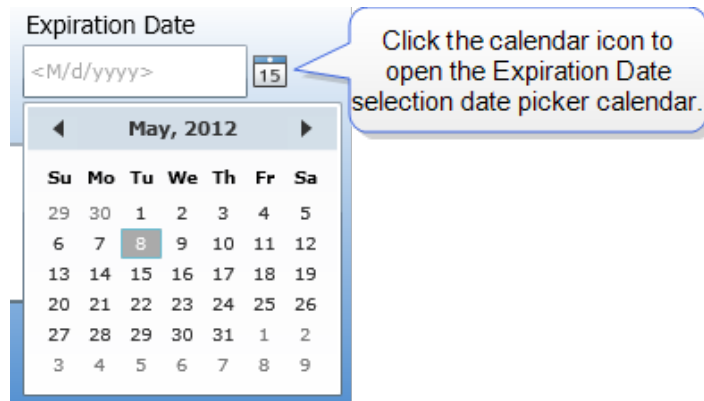 Expiration Date
<M/d/yyyy>
15
Click the calendar icon to
open the Expiration Date
selection date picker calendar.
May, 2012
Su Mo Tu We Th Fr Sa
29 30 1 2 3 4 5
6 7 8 9 10 11 12
13 14 15 16 17 18 19
20 21 22 23 24 25 26
27 28 29 30 31 1 2
3 4 5 6 7 8 9